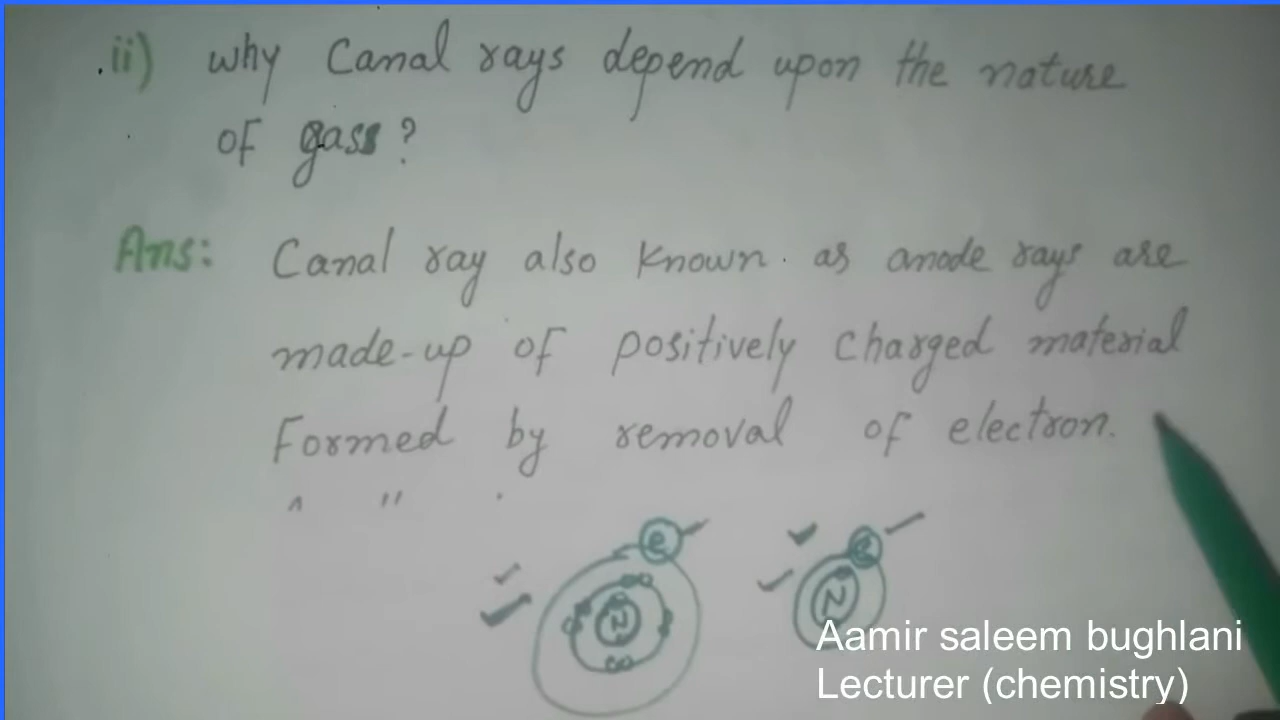 ii) why Canal rays depend upon the nature
of gass?
Ans: Canal ray also known as anode rays are
made-up of positively charged material
Formed by removal of electron.
e
e
N
N
Aamir saleem bughlani
Lecturer (chemistry)